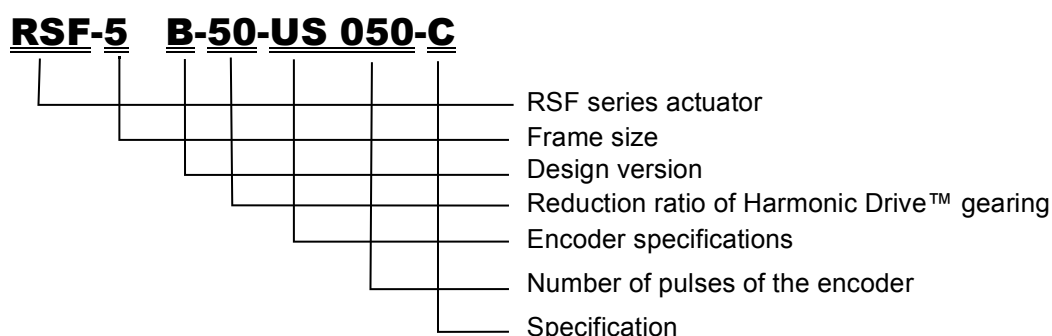 RSF-5 B-50-US 050-C
RSF series actuator
Frame size
Design version
Reduction ratio of Harmonic Drive™ gearing
Encoder specifications
Number of pulses of the encoder
Specification